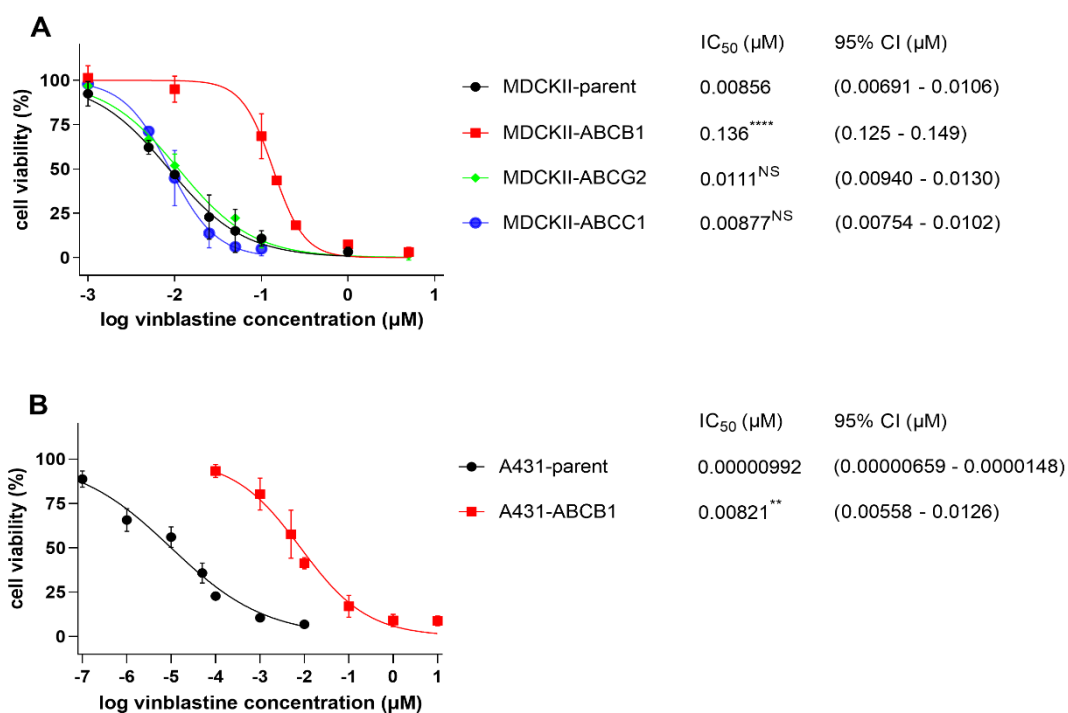 A
IC50 (µM) 95% CI (µM)
MDCKII-parent 0.00856 (0.00691 - 0.0106)
MDCKII-ABCB1 0.136**** (0.125 - 0.149)
MDCKII-ABCG2 0.0111NS (0.00940 - 0.0130)
MDCKII-ABCC1 0.00877NS (0.00754 - 0.0102)
cell viability (%)
100
75
50
25
0
-3 -2 -1 0 1
log vinblastine concentration (µM)
B
IC50 (µM) 95% CI (µM)
A431-parent 0.00000992 (0.00000659 - 0.0000148)
A431-ABCB1 0.00821** (0.00558 - 0.0126)
cell viability (%)
100
75
50
25
0
-7 -6 -5 -4 -3 -2 -1 0 1
log vinblastine concentration (µM)